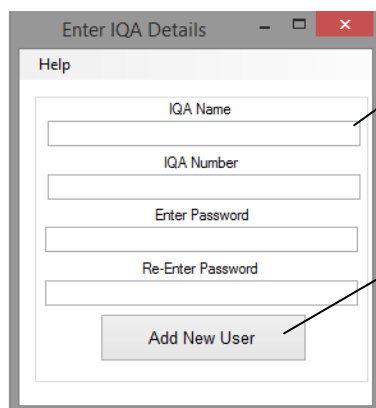 Enter IQA Details
Help
IQA Name
IQA Number
Enter Password
Re-Enter Password
Add New User